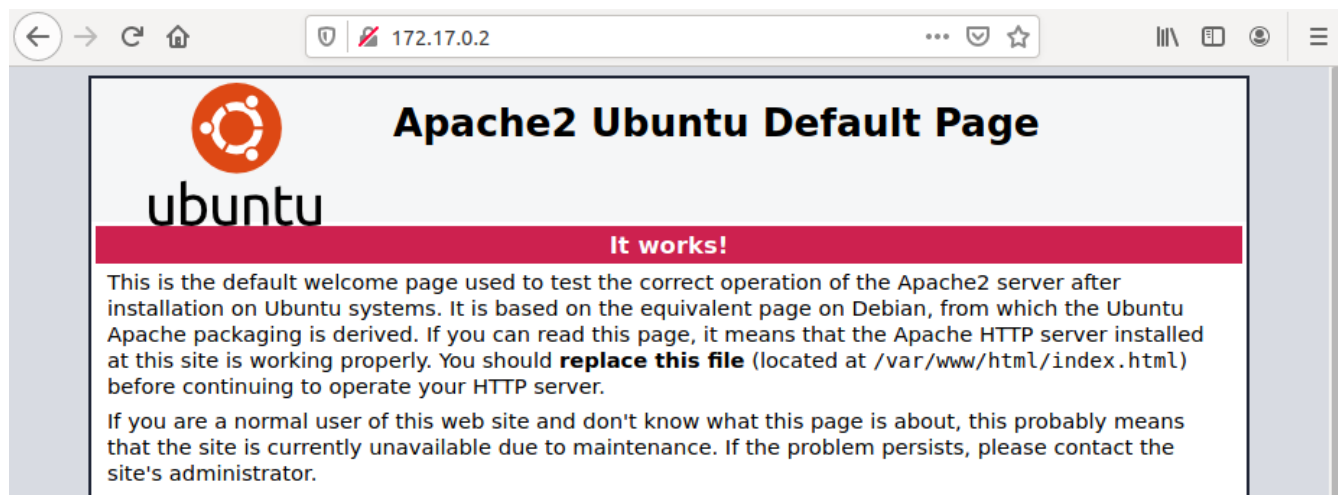 172.17.0.2
Apache2 Ubuntu Default Page
ubuntu
It works!
This is the default welcome page used to test the correct operation of the Apache2 server after
installation on Ubuntu systems. It is based on the equivalent page on Debian, from which the Ubuntu
Apache packaging is derived. If you can read this page, it means that the Apache HTTP server installed
at this site is working properly. You should replace this file (located at /var/www/html/index.html)
before continuing to operate your HTTP server.
If you are a normal user of this web site and don't know what this page is about, this probably means
that the site is currently unavailable due to maintenance. If the problem persists, please contact the
site's administrator.